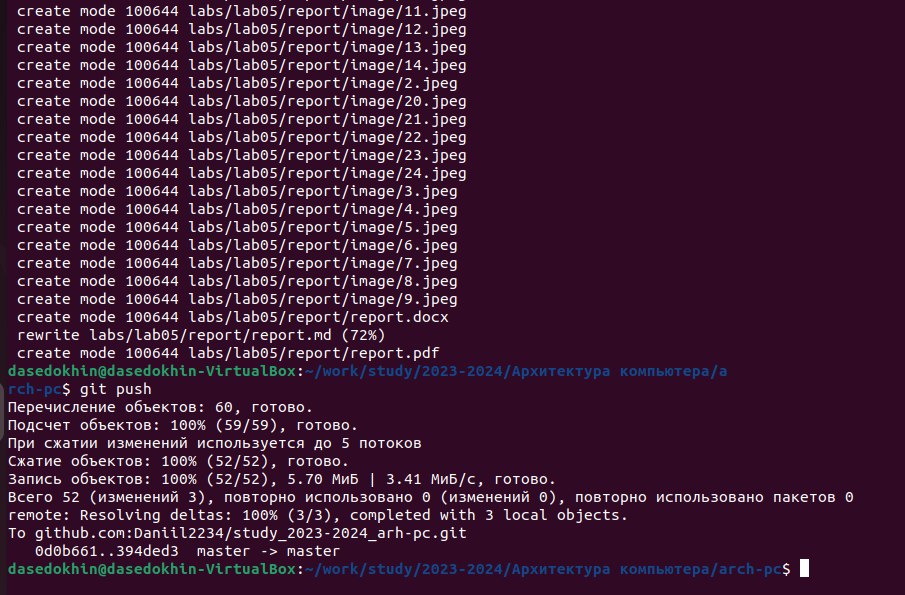 create mode 100644 labs/lab05/report/image/11.jpeg
create mode 100644 labs/lab05/report/image/12.jpeg
create mode 100644 labs/lab05/report/image/13.jpeg
create mode 100644 labs/lab05/report/image/14.jpeg
create mode 100644 labs/lab05/report/image/2.jpeg
create mode 100644 labs/lab05/report/image/20.jpeg
create mode 100644 labs/lab05/report/image/21.jpeg
create mode 100644 labs/lab05/report/image/22.jpeg
create mode 100644 labs/lab05/report/image/23.jpeg
create mode 100644 labs/lab05/report/image/24.jpeg
create mode 100644 labs/lab05/report/image/3.jpeg
create mode 100644 labs/lab05/report/image/4.jpeg
create mode 100644 labs/lab05/report/image/5.jpeg
create mode 100644 labs/lab05/report/image/6.jpeg
create mode 100644 labs/lab05/report/image/7.jpeg
create mode 100644 labs/lab05/report/image/8.jpeg
create mode 100644 labs/lab05/report/image/9.jpeg
create mode 100644 labs/lab05/report/report.docx
rewrite labs/lab05/report/report.md (72%)
create mode 100644 labs/lab05/report/report.pdf
dasedokhin@dasedokhin-VirtualBox:~/work/study/2023-2024/Архитектура компьютера/a
rch-pc$ git push
Перечисление объектов: 60, готово.
Подсчет объектов: 100% (59/59), готово.
При сжатии изменений используется до 5 потоков
Сжатие объектов: 100% (52/52), готово.
Запись объектов: 100% (52/52), 5.70 МиБ | 3.41 МиБ/с, готово.
Всего 52 (изменений 3), повторно использовано 0 (изменений 0), повторно использовано пакетов 0
remote: Resolving deltas: 100% (3/3), completed with 3 local objects.
To github.com:Daniil2234/study_2023-2024_arh-pc.git
0d0b661..394ded3  master -> master
dasedokhin@dasedokhin-VirtualBox:~/work/study/2023-2024/Архитектура компьютера/arch-pc$